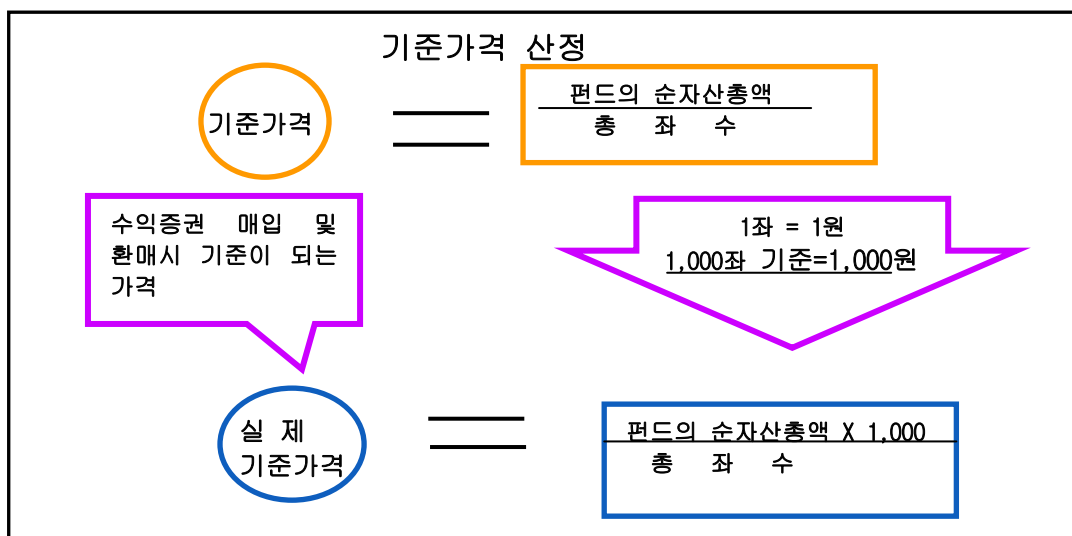 기준가격 산정
기준가격
펀드의 순자산총액
총 좌 수
수익증권 매입 및
환매시 기준이 되는
가격
1좌 = 1원
1,000좌 기준=1,000원
실 제
기준가격
펀드의 순자산총액 X 1,000
총 좌 수